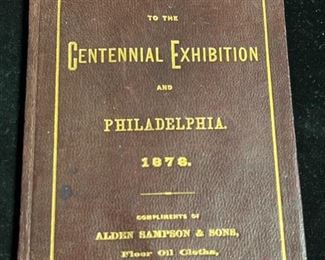 TO THE
CENTENNIAL EXHIBITION
AND
PHILADELPHIA.
1876.
COMPLIMENTS OF
ALDEN SAMPSON & SONS,
Floor Oil Cloths,